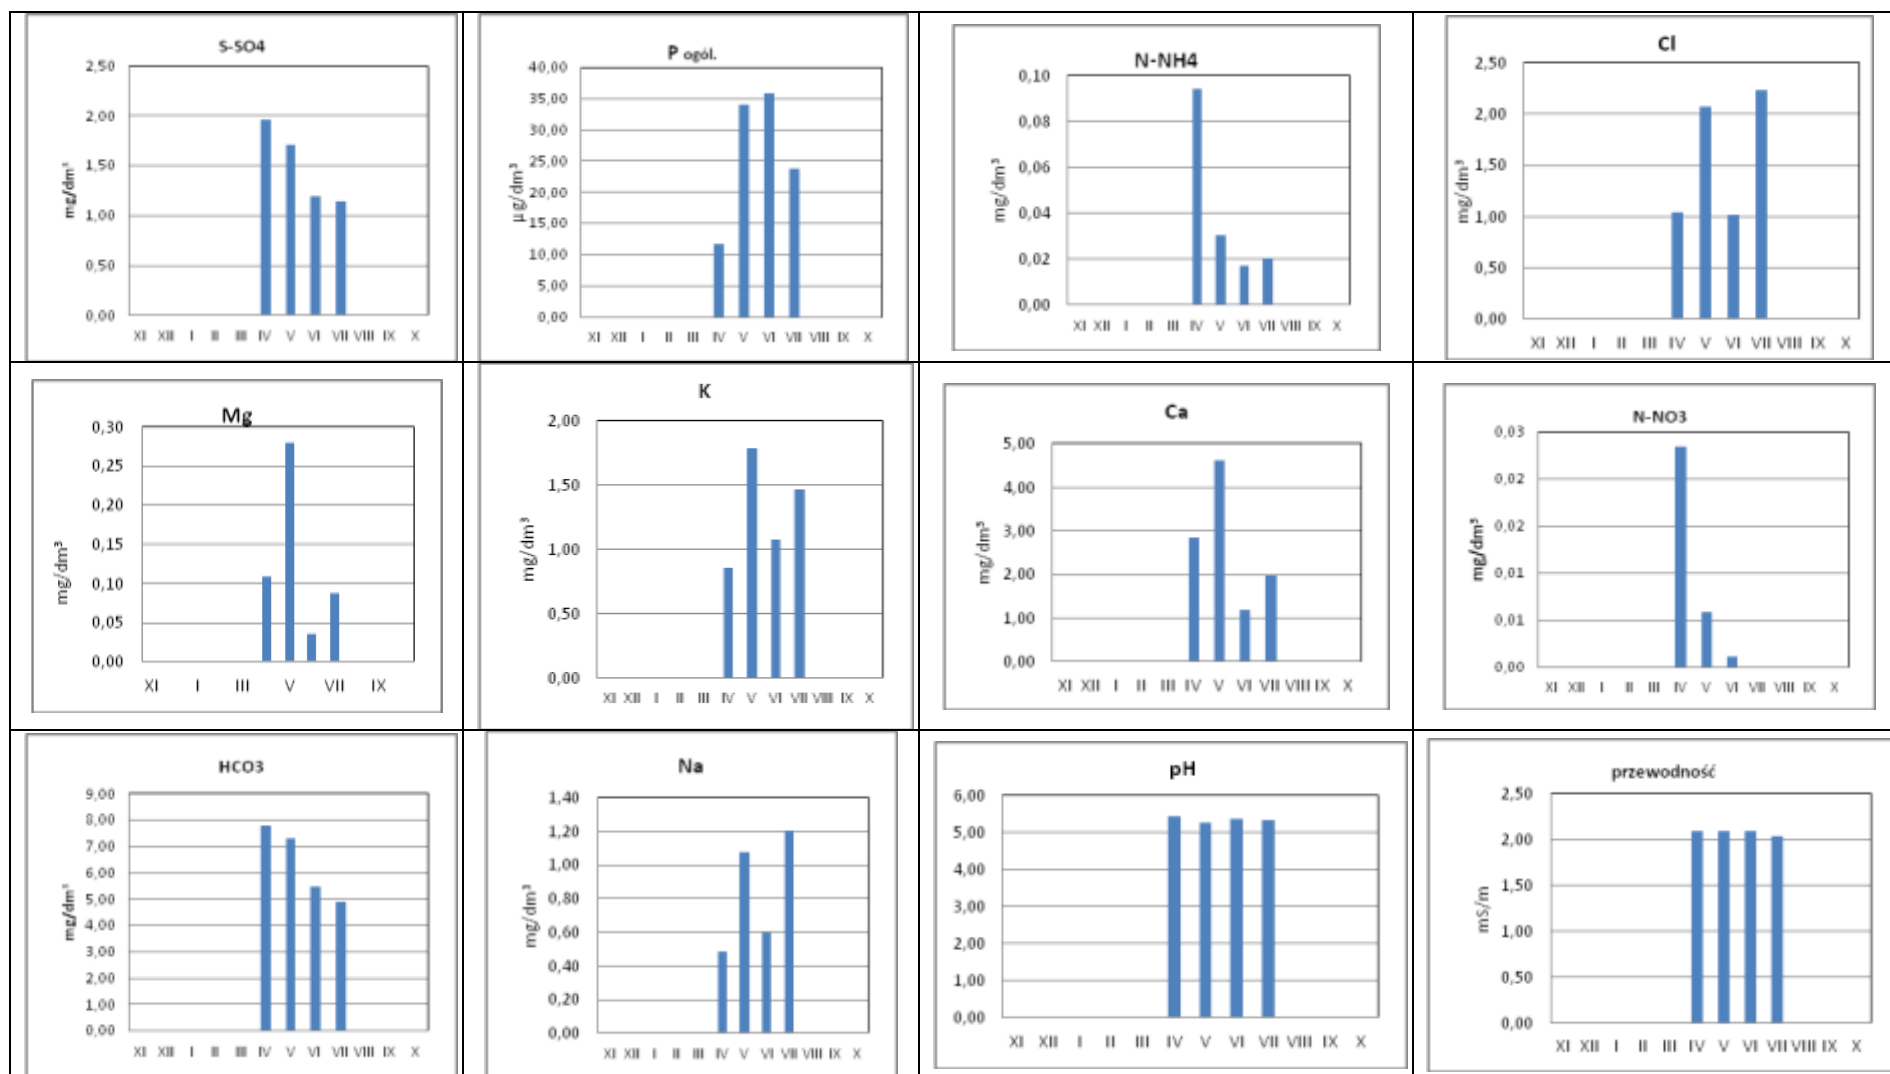 S-SO4
2,50
2,00
1,50
1,00
0,50
0,00
mg/dm³
XI XII I II III IV V VI VII VIII IX X
P ogól.
40,00
35,00
30,00
25,00
20,00
15,00
10,00
5,00
0,00
µg/dm³
XI XII I II III IV V VI VII VIII IX X
N-NH4
0,10
0,08
0,06
0,04
0,02
0,00
mg/dm³
XI XII I II III IV V VI VII VIII IX X
Cl
2,50
2,00
1,50
1,00
0,50
0,00
mg/dm³
XI XII I II III IV V VI VII VIII IX X
Mg
0,30
0,25
0,20
0,15
0,10
0,05
0,00
mg/dm³
XI I III V VII IX
K
2,00
1,50
1,00
0,50
0,00
mg/dm³
XI XII I II III IV V VI VII VIII IX X
Ca
5,00
4,00
3,00
2,00
1,00
0,00
mg/dm³
XI XII I II III IV V VI VII VIII IX X
N-NO3
0,03
0,02
0,02
0,01
0,01
0,00
mg/dm³
XI XII I II III IV V VI VII VIII IX X
HCO3
9,00
8,00
7,00
6,00
5,00
4,00
3,00
2,00
1,00
0,00
mg/dm³
XI XII I II III IV V VI VII VIII IX X
Na
1,40
1,20
1,00
0,80
0,60
0,40
0,20
0,00
mg/dm³
XI XII I II III IV V VI VII VIII IX X
pH
6,00
5,00
4,00
3,00
2,00
1,00
0,00
XI XII I II III IV V VI VII VIII IX X
przewodność
2,50
2,00
1,50
1,00
0,50
0,00
mS/m
XI XII I II III IV V VI VII VIII IX X